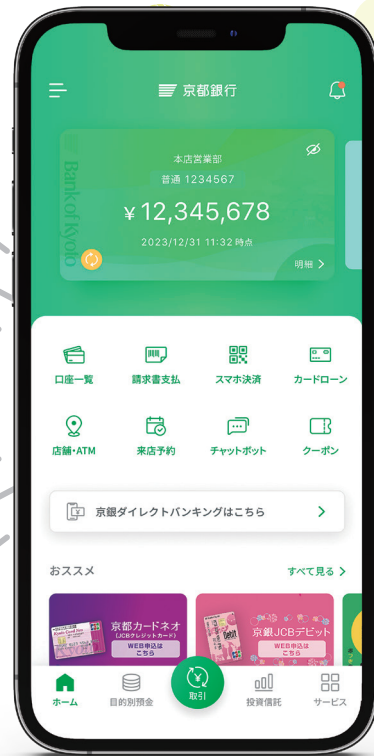 京都銀行
本店営業部
普通 1234567
¥12,345,678
2023/12/31 11:32 時点
明細
Bank of Kyoto
口座一覧
請求書支払
スマホ決済
カードローン
店舗・ATM
来店予約
チャットボット
クーポン
京銀ダイレクトバンキングはこちら
おススメ
すべて見る
京都カードネオ
(JCBクレジットカード)
WEB申込は
こちら
京銀JCBデビット
WEB申込は
こちら
ホーム
目的別預金
取引
投資信託
サービス